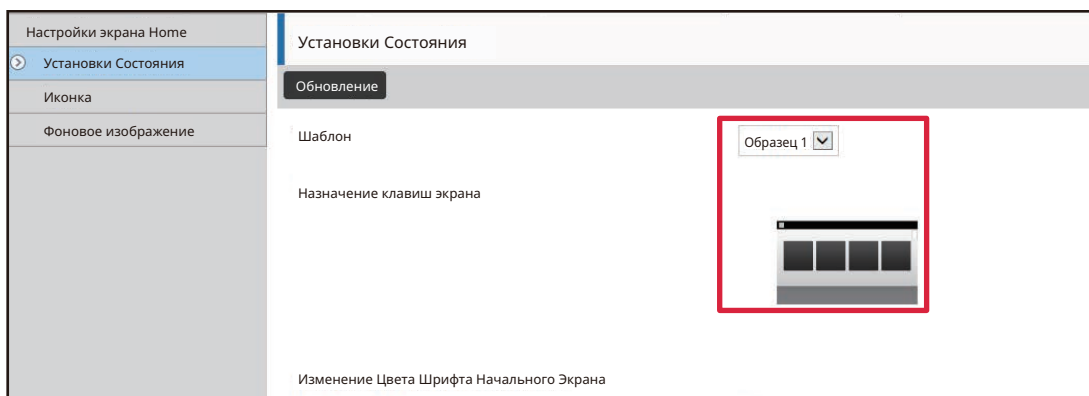 Настройки экрана Home
Установки Состояния
Иконка
Фоновое изображение
Установки Состояния
Обновление
Шаблон
Образец 1
Назначение клавиш экрана
Изменение Цвета Шрифта Начального Экрана